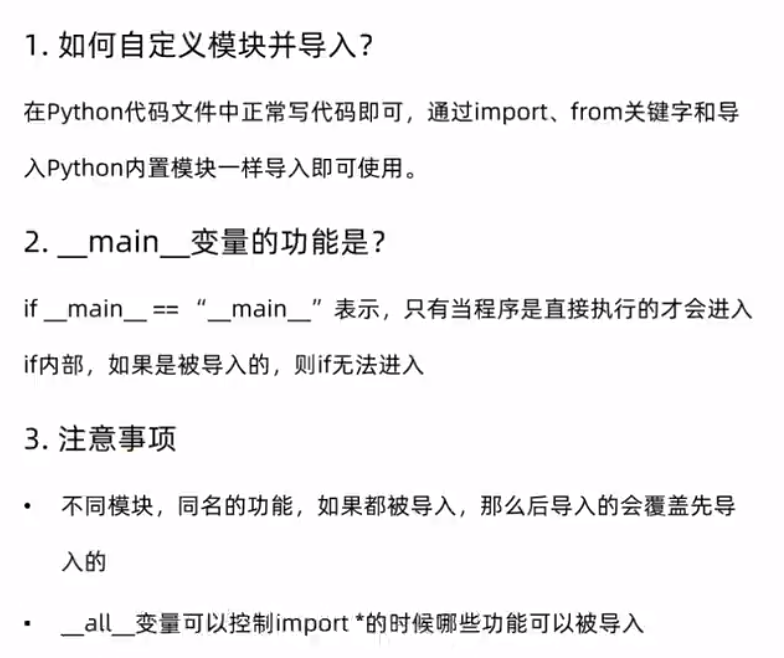 1. 如何自定义模块并导入？
在Python代码文件中正常写代码即可，通过import、from关键字和导
入Python内置模块一样导入即可使用。
2. __main__变量的功能是？
if __main__ == “__main__”表示，只有当程序是直接执行的才会进入
if内部，如果是被导入的，则if无法进入
3. 注意事项
• 不同模块，同名的功能，如果都被导入，那么后导入的会覆盖先导
入的
• __all__变量可以控制import *的时候哪些功能可以被导入